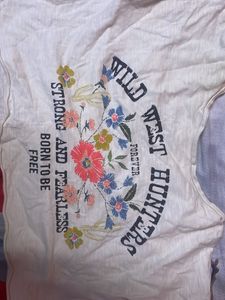 WILD WEST HUNTERS
FOREVER
STRONG AND FEARLESS
BORN TO BE
FREE